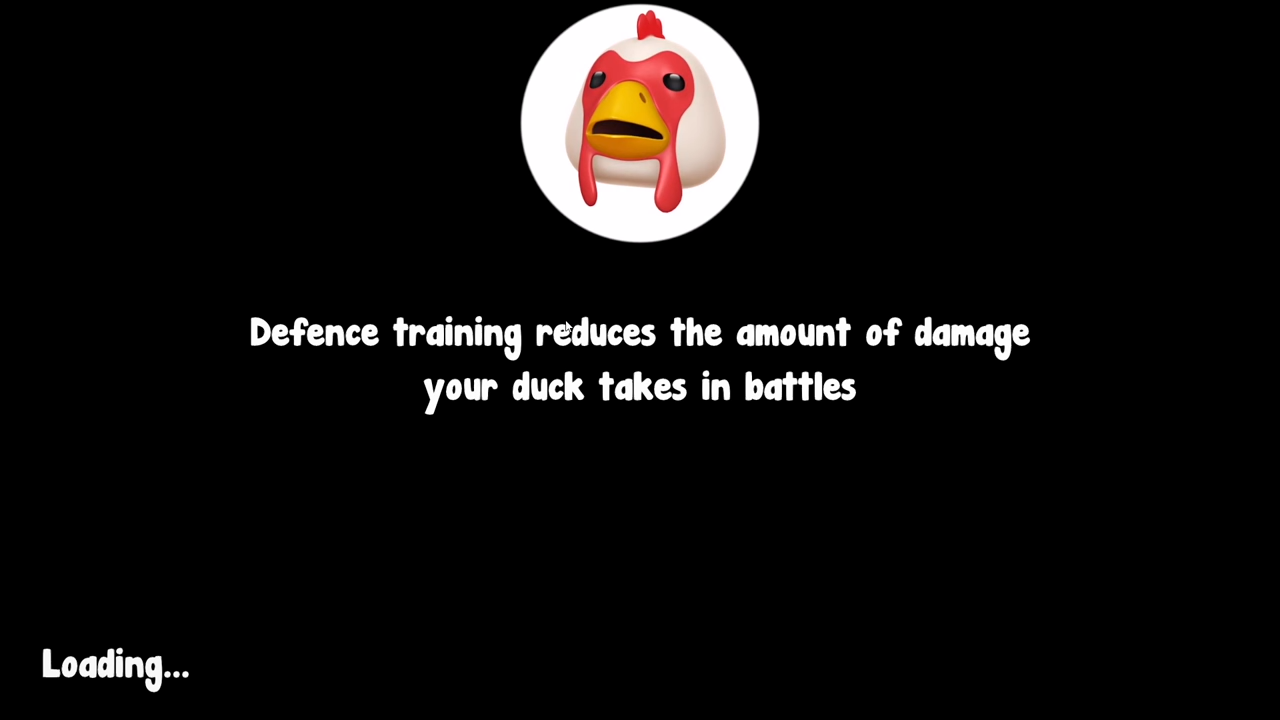 Defence training reduces the amount of damage
your duck takes in battles
Loading...